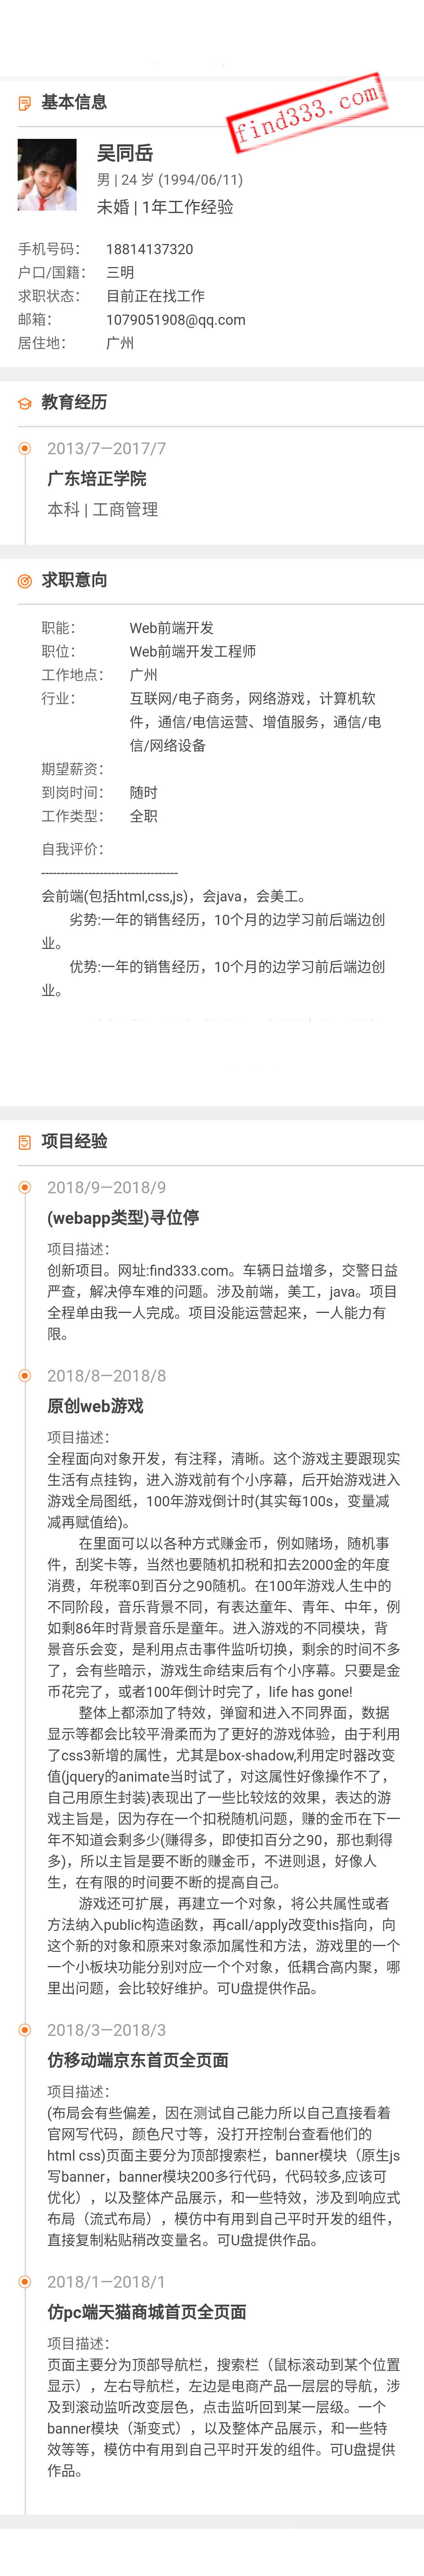 基本信息
find333.com
吴同岳
男 | 24 岁 (1994/06/11)
未婚 | 1年工作经验
手机号码： 18814137320
户口/国籍： 三明
求职状态： 目前正在找工作
邮箱： 1079051908@qq.com
居住地： 广州
教育经历
2013/7—2017/7
广东培正学院
本科 | 工商管理
求职意向
职能： Web前端开发
职位： Web前端开发工程师
工作地点： 广州
行业： 互联网/电子商务，网络游戏，计算机软
件，通信/电信运营、增值服务，通信/电
信/网络设备
期望薪资：
到岗时间： 随时
工作类型： 全职
自我评价：
-----------------------------------
会前端(包括html,css,js)，会java，会美工。
劣势:一年的销售经历，10个月的边学习前后端边创
业。
优势:一年的销售经历，10个月的边学习前后端边创
业。
项目经验
2018/9—2018/9
(webapp类型)寻位停
项目描述：
创新项目。网址:find333.com。车辆日益增多，交警日益
严查，解决停车难的问题。涉及前端，美工，java。项目
全程单由我一人完成。项目没能运营起来，一人能力有
限。
2018/8—2018/8
原创web游戏
项目描述：
全程面向对象开发，有注释，清晰。这个游戏主要跟现实
生活有点挂钩，进入游戏前有个小序幕，后开始游戏进入
游戏全局图纸，100年游戏倒计时(其实每100s，变量减
减再赋值给)。
在里面可以以各种方式赚金币，例如赌场，随机事
件，刮奖卡等，当然也要随机扣税和扣去2000金的年度
消费，年税率0到百分之90随机。在100年游戏人生中的
不同阶段，音乐背景不同，有表达童年、青年、中年，例
如剩86年时背景音乐是童年。进入游戏的不同模块，背
景音乐会变，是利用点击事件监听切换，剩余的时间不多
了，会有些暗示，游戏生命结束后有个小序幕。只要是金
币花完了，或者100年倒计时完了，life has gone!
整体上都添加了特效，弹窗和进入不同界面，数据
显示等都会比较平滑柔而为了更好的游戏体验，由于利用
了css3新增的属性，尤其是box-shadow,利用定时器改变
值(jquery的animate当时试了，对这属性好像操作不了，
自己用原生封装)表现出了一些比较炫的效果，表达的游
戏主旨是，因为存在一个扣税随机问题，赚的金币在下一
年不知道会剩多少(赚得多，即使扣百分之90，那也剩得
多)，所以主旨是要不断的赚金币，不进则退，好像人
生，在有限的时间要不断的提高自己。
游戏还可扩展，再建立一个对象，将公共属性或者
方法纳入public构造函数，再call/apply改变this指向，向
这个新的对象和原来对象添加属性和方法，游戏里的一个
一个小板块功能分别对应一个个对象，低耦合高内聚，哪
里出问题，会比较好维护。可U盘提供作品。
2018/3—2018/3
仿移动端京东首页全页面
项目描述：
(布局会有些偏差，因在测试自己能力所以自己直接看着
官网写代码，颜色尺寸等，没打开控制台查看他们的
html css)页面主要分为顶部搜索栏，banner模块（原生js
写banner，banner模块200多行代码，代码较多,应该可
优化），以及整体产品展示，和一些特效，涉及到响应式
布局（流式布局），模仿中有用到自己平时开发的组件，
直接复制粘贴稍改变量名。可U盘提供作品。
2018/1—2018/1
仿pc端天猫商城首页全页面
项目描述：
页面主要分为顶部导航栏，搜索栏（鼠标滚动到某个位置
显示），左右导航栏，左边是电商产品一层层的导航，涉
及到滚动监听改变层色，点击监听回到某一层级。一个
banner模块（渐变式），以及整体产品展示，和一些特
效等等，模仿中有用到自己平时开发的组件。可U盘提供
作品。